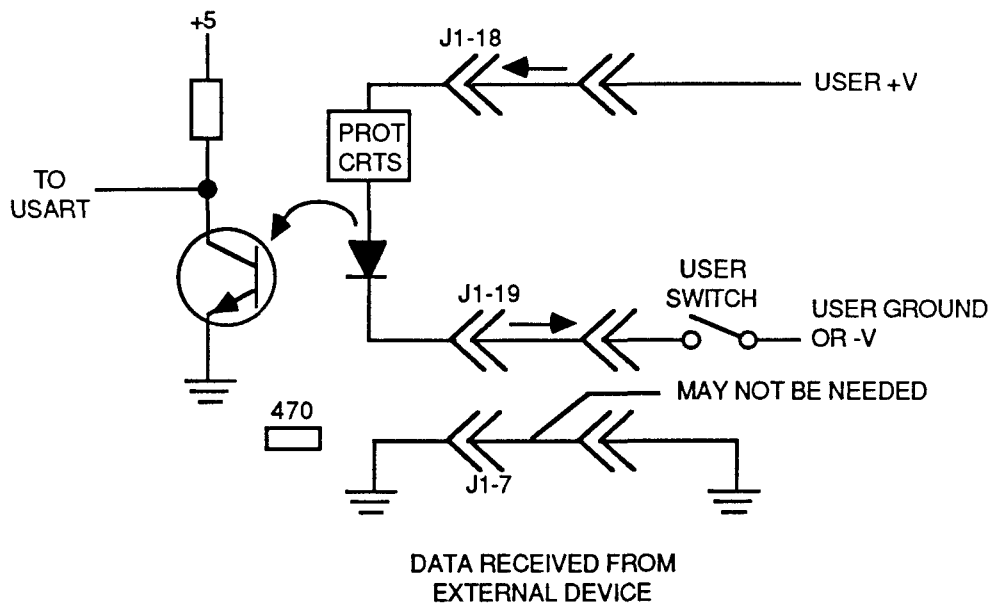 +5
J1-18
USER +V
PROT
CRTS
TO
USART
J1-19
USER
SWITCH
USER GROUND
OR -V
MAY NOT BE NEEDED
470
J1-7
DATA RECEIVED FROM
EXTERNAL DEVICE